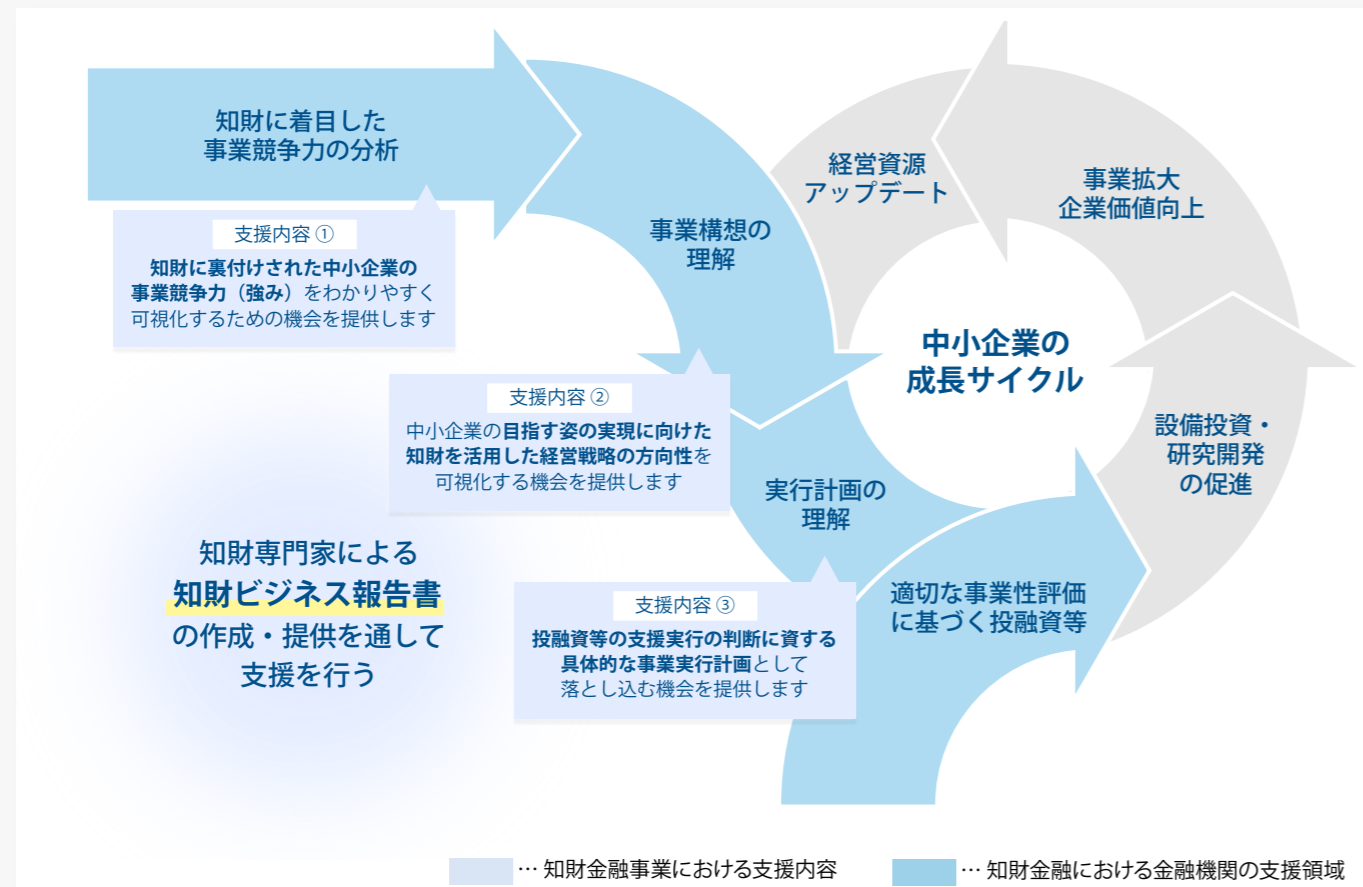 知財に着目した
事業競争力の分析
支援内容 ①
知財に裏付けされた中小企業の
事業競争力（強み）をわかりやすく
可視化するための機会を提供します
事業構想の
理解
支援内容 ②
中小企業の目指す姿の実現に向けた
知財を活用した経営戦略の方向性を
可視化する機会を提供します
実行計画の
理解
支援内容 ③
投融資等の支援実行の判断に資する
具体的な事業実行計画として
落とし込む機会を提供します
適切な事業性評価
に基づく投融資等
設備投資・
研究開発
の促進
事業拡大
企業価値向上
経営資源
アップデート
中小企業の
成長サイクル
知財専門家による
知財ビジネス報告書
の作成・提供を通して
支援を行う
… 知財金融事業における支援内容
… 知財金融における金融機関の支援領域